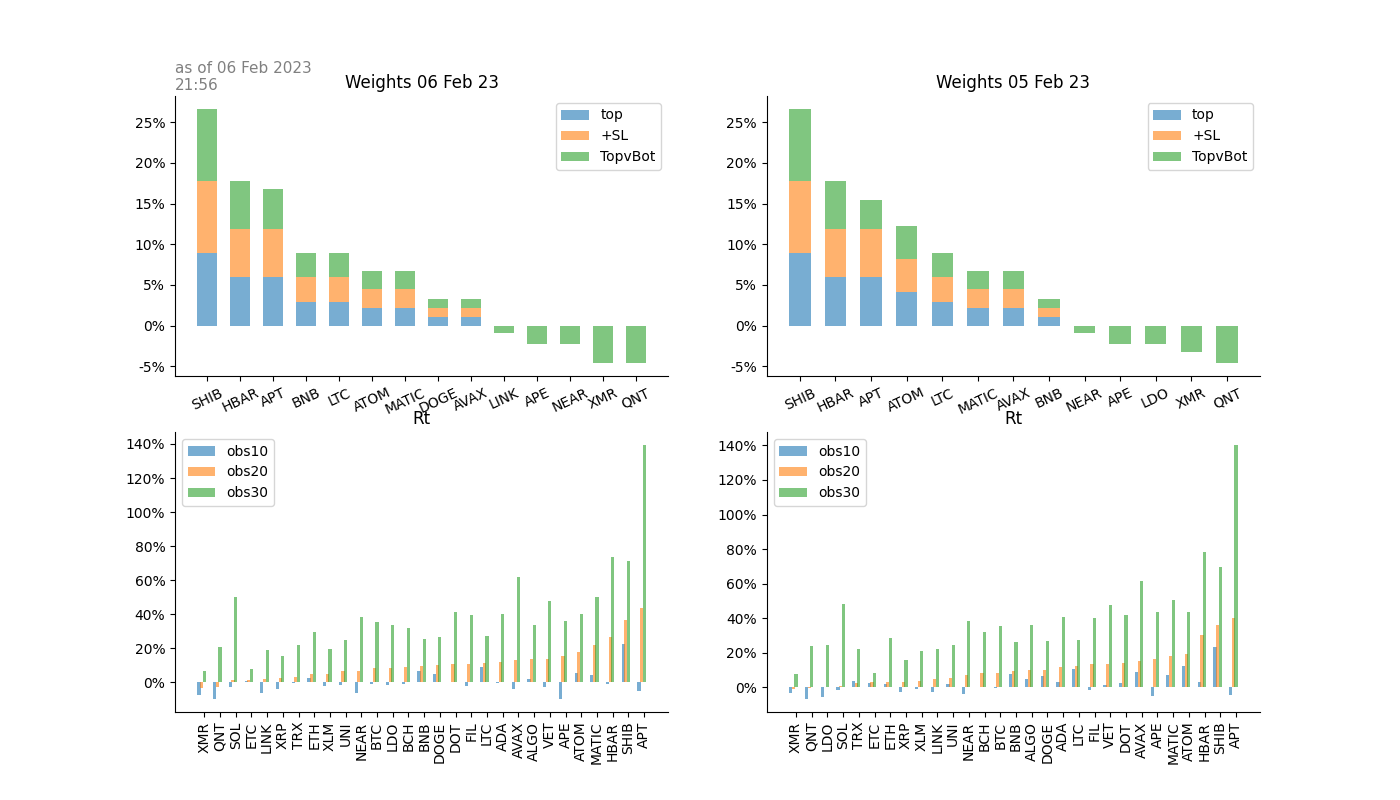 as of 06 Feb 2023
21:56
Weights 06 Feb 23
25%
20%
15%
10%
5%
0%
-5%
top
+SL
TopvBot
SHIB HBAR APT BNB LTC ATOM MATIC DOGE AVAX LINK APE NEAR XMR QNT
Weights 05 Feb 23
25%
20%
15%
10%
5%
0%
-5%
top
+SL
TopvBot
SHIB HBAR APT ATOM LTC MATIC AVAX BNB NEAR APE LDO XMR QNT
Rt
140%
120%
100%
80%
60%
40%
20%
0%
obs10
obs20
obs30
XMR QNT SOL ETC LINK XRP TRX ETH XLM UNI NEAR BTC LDO BCH BNB DOGE DOT FIL LTC ADA AVAX ALGO VET APE ATOM MATIC HBAR SHIB APT
Rt
140%
120%
100%
80%
60%
40%
20%
0%
obs10
obs20
obs30
XMR QNT LDO SOL TRX ETC ETH XRP XLM LINK UNI NEAR BCH BTC BNB ALGO DOGE ADA LTC FIL VET DOT AVAX APE MATIC ATOM HBAR SHIB APT